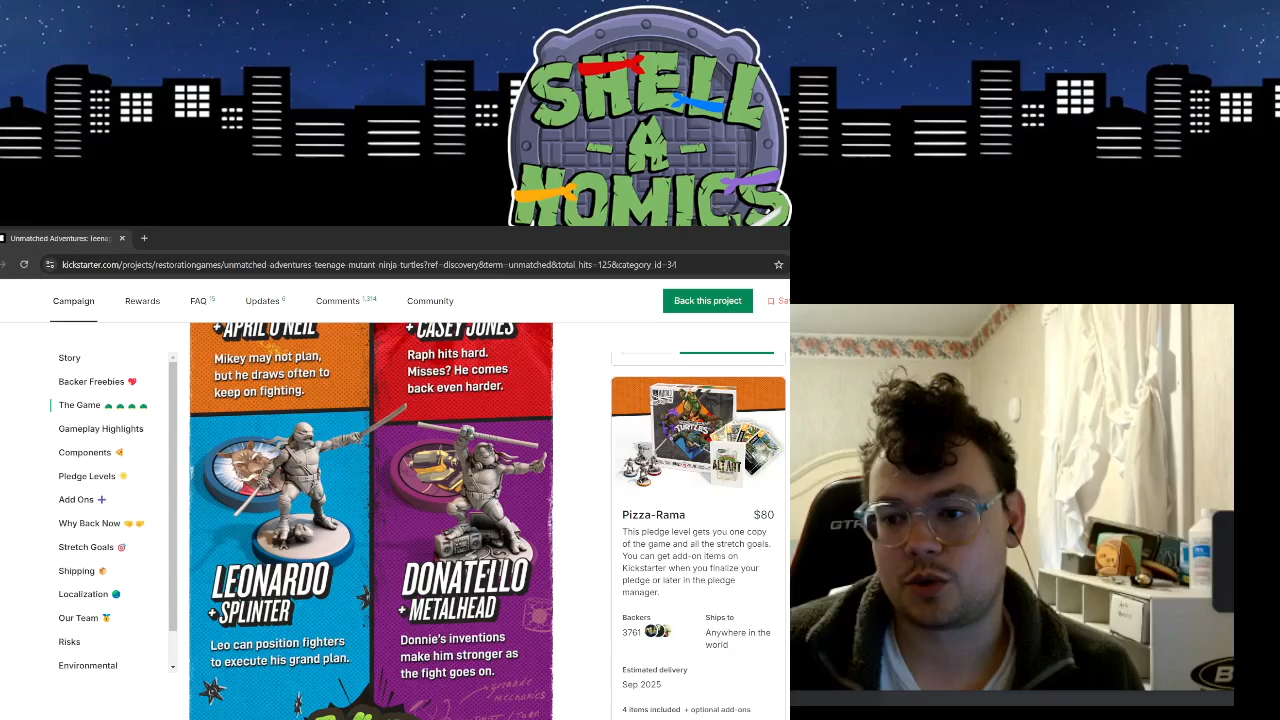 SHELL
-A-
NOMICS
Unmatched Adventures: Teenag
kickstarter.com/projects/restorationgames/unmatched-adventures-teenage-mutant-ninja-turtles?ref=discovery&term=unmatched&total_hits=125&category_id=34
Campaign
Rewards
FAQ 15
Updates 6
Comments 1,314
Community
Back this project
Story
Backer Freebies
The Game
Gameplay Highlights
Components
Pledge Levels
Add Ons
Why Back Now
Stretch Goals
Shipping
Localization
Our Team
Risks
Environmental
+ APRIL O'NEIL
Mikey may not plan,
but he draws often to
keep on fighting.
+ CASEY JONES
Raph hits hard.
Misses? He comes
back even harder.
LEONARDO
+ SPLINTER
Leo can position fighters
to execute his grand plan.
DONATELLO
+ METALHEAD
Donnie's inventions
make him stronger as
the fight goes on.
TURTLES
ALT ART
Pizza-Rama $80
This pledge level gets you one copy
of the game and all the stretch goals.
You can get add-on items on
Kickstarter when you finalize your
pledge or later in the pledge
manager.
Backers
3761
Ships to
Anywhere in the
world
Estimated delivery
Sep 2025
4 items included + optional add-ons
GTR